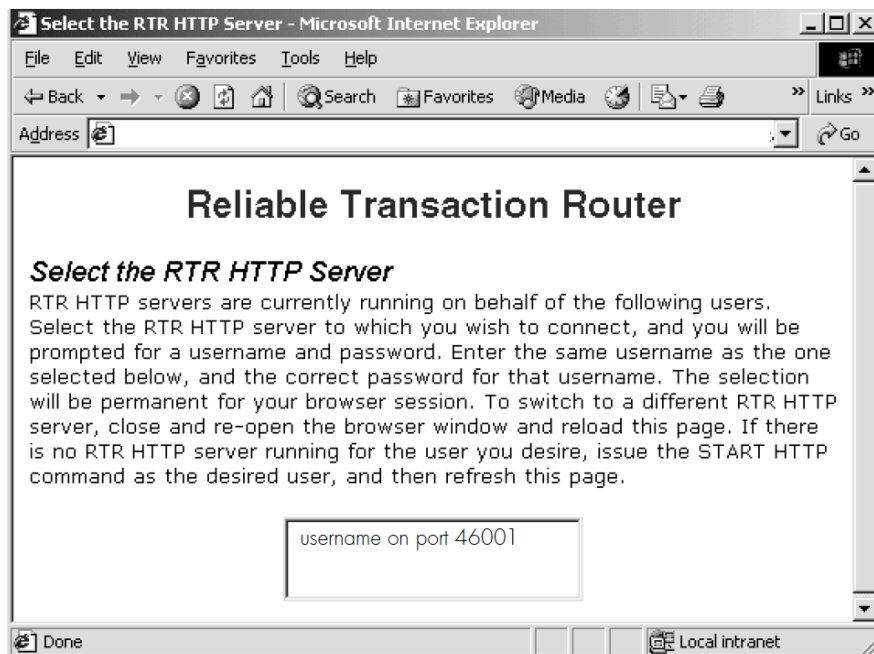 Select the RTR HTTP Server - Microsoft Internet Explorer
File Edit View Favorites Tools Help
Back Search Favorites Media » Links »
Address Go
Reliable Transaction Router
Select the RTR HTTP Server
RTR HTTP servers are currently running on behalf of the following users.
Select the RTR HTTP server to which you wish to connect, and you will be
prompted for a username and password. Enter the same username as the one
selected below, and the correct password for that username. The selection
will be permanent for your browser session. To switch to a different RTR HTTP
server, close and re-open the browser window and reload this page. If there
is no RTR HTTP server running for the user you desire, issue the START HTTP
command as the desired user, and then refresh this page.
username on port 46001
Done Local intranet